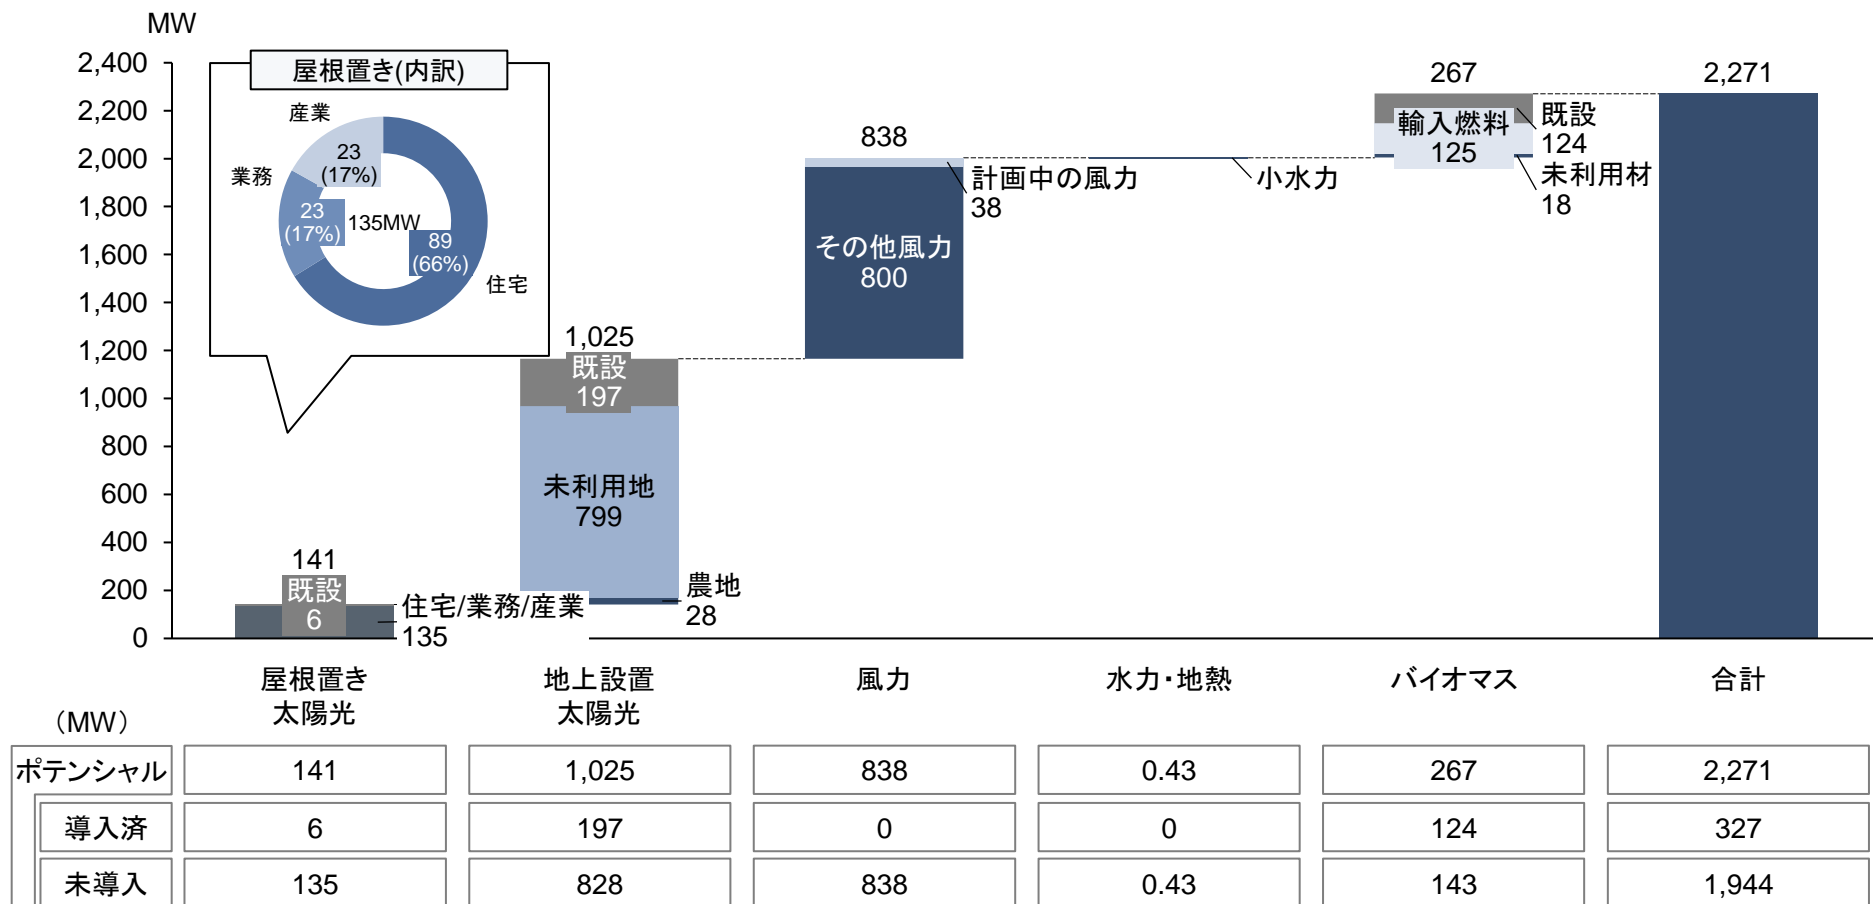 MW
2,400
2,200
2,000
1,800
1,600
1,400
1,200
1,000
800
600
400
200
0
屋根置き(内訳)
産業
23
(17%)
業務
23
(17%)
135MW
89
(66%)
住宅
141
既設
6
住宅/業務/産業
135
1,025
既設
197
未利用地
799
農地
28
838
計画中の風力
38
その他風力
800
小水力
267
輸入燃料
125
既設
124
未利用材
18
2,271
屋根置き
太陽光
地上設置
太陽光
風力
水力・地熱
バイオマス
合計
（MW）
ポテンシャル 141 1,025 838 0.43 267 2,271
導入済 6 197 0 0 124 327
未導入 135 828 838 0.43 143 1,944